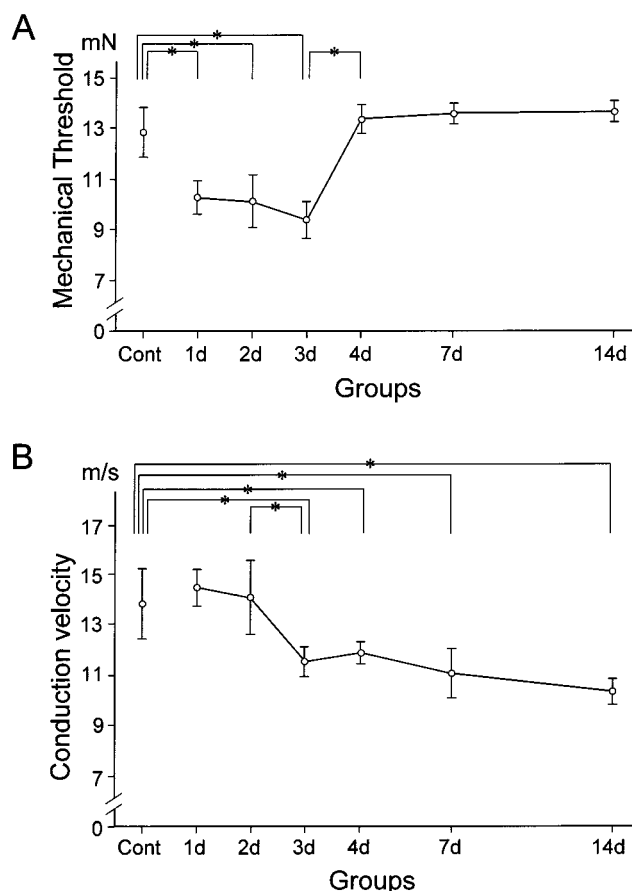 A
mN
*
*
*
*
15
13
11
9
7
0
Mechanical Threshold
Cont 1d 2d 3d 4d 7d 14d
Groups
B
m/s
*
*
*
*
*
17
15
13
11
9
7
0
Conduction velocity
Cont 1d 2d 3d 4d 7d 14d
Groups